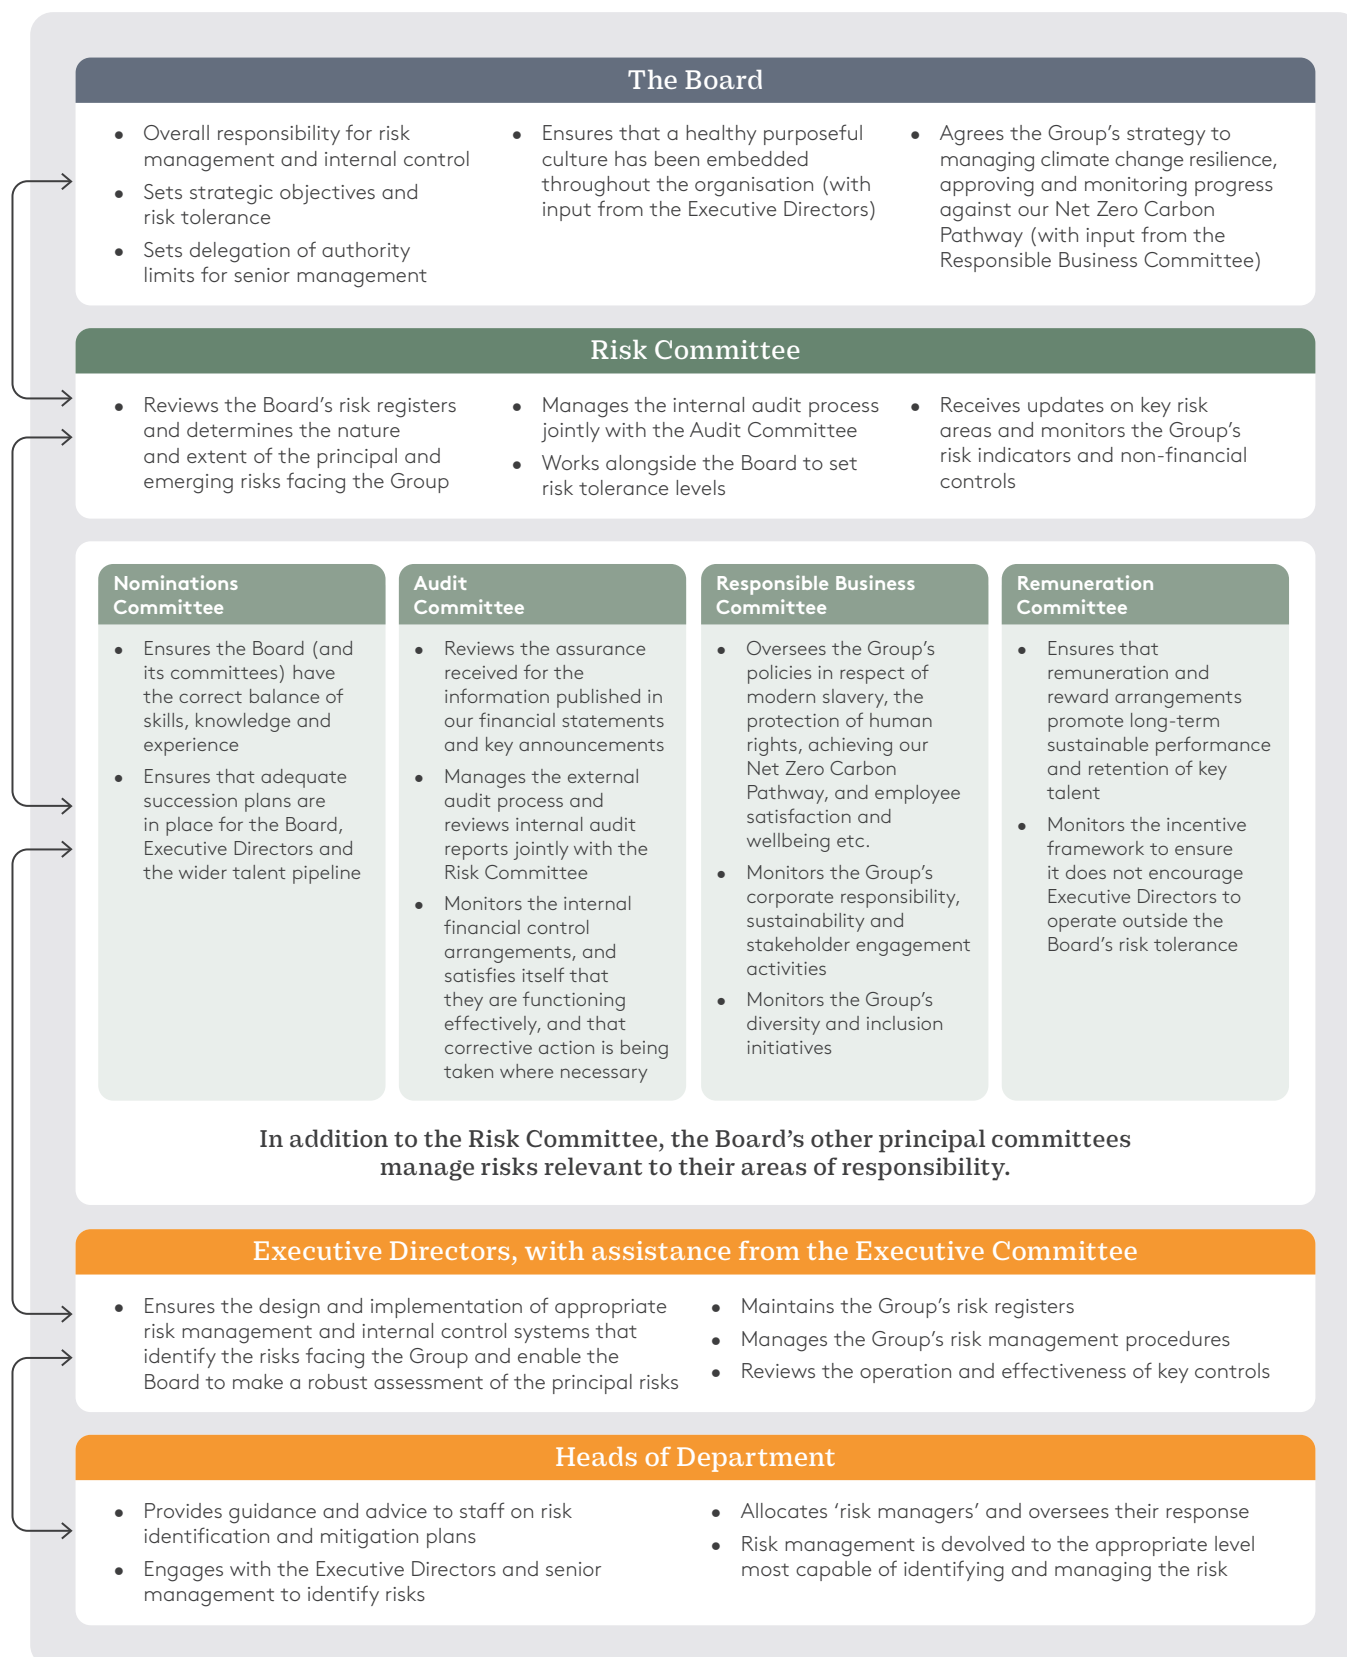 The Board
• Overall responsibility for risk
management and internal control
• Sets strategic objectives and
risk tolerance
• Sets delegation of authority
limits for senior management
• Ensures that a healthy purposeful
culture has been embedded
throughout the organisation (with
input from the Executive Directors)
• Agrees the Group’s strategy to
managing climate change resilience,
approving and monitoring progress
against our Net Zero Carbon
Pathway (with input from the
Responsible Business Committee)
Risk Committee
• Reviews the Board’s risk registers
and determines the nature
and extent of the principal and
emerging risks facing the Group
• Manages the internal audit process
jointly with the Audit Committee
• Works alongside the Board to set
risk tolerance levels
• Receives updates on key risk
areas and monitors the Group’s
risk indicators and non-financial
controls
Nominations
Committee
• Ensures the Board (and
its committees) have
the correct balance of
skills, knowledge and
experience
• Ensures that adequate
succession plans are
in place for the Board,
Executive Directors and
the wider talent pipeline
Audit
Committee
• Reviews the assurance
received for the
information published in
our financial statements
and key announcements
• Manages the external
audit process and
reviews internal audit
reports jointly with the
Risk Committee
• Monitors the internal
financial control
arrangements, and
satisfies itself that
they are functioning
effectively, and that
corrective action is being
taken where necessary
Responsible Business
Committee
• Oversees the Group’s
policies in respect of
modern slavery, the
protection of human
rights, achieving our
Net Zero Carbon
Pathway, and employee
satisfaction and
wellbeing etc.
• Monitors the Group’s
corporate responsibility,
sustainability and
stakeholder engagement
activities
• Monitors the Group’s
diversity and inclusion
initiatives
Remuneration
Committee
• Ensures that
remuneration and
reward arrangements
promote long-term
sustainable performance
and retention of key
talent
• Monitors the incentive
framework to ensure
it does not encourage
Executive Directors to
operate outside the
Board’s risk tolerance
In addition to the Risk Committee, the Board’s other principal committees
manage risks relevant to their areas of responsibility.
Executive Directors, with assistance from the Executive Committee
• Ensures the design and implementation of appropriate
risk management and internal control systems that
identify the risks facing the Group and enable the
Board to make a robust assessment of the principal risks
• Maintains the Group’s risk registers
• Manages the Group’s risk management procedures
• Reviews the operation and effectiveness of key controls
Heads of Department
• Provides guidance and advice to staff on risk
identification and mitigation plans
• Engages with the Executive Directors and senior
management to identify risks
• Allocates ‘risk managers’ and oversees their response
• Risk management is devolved to the appropriate level
most capable of identifying and managing the risk